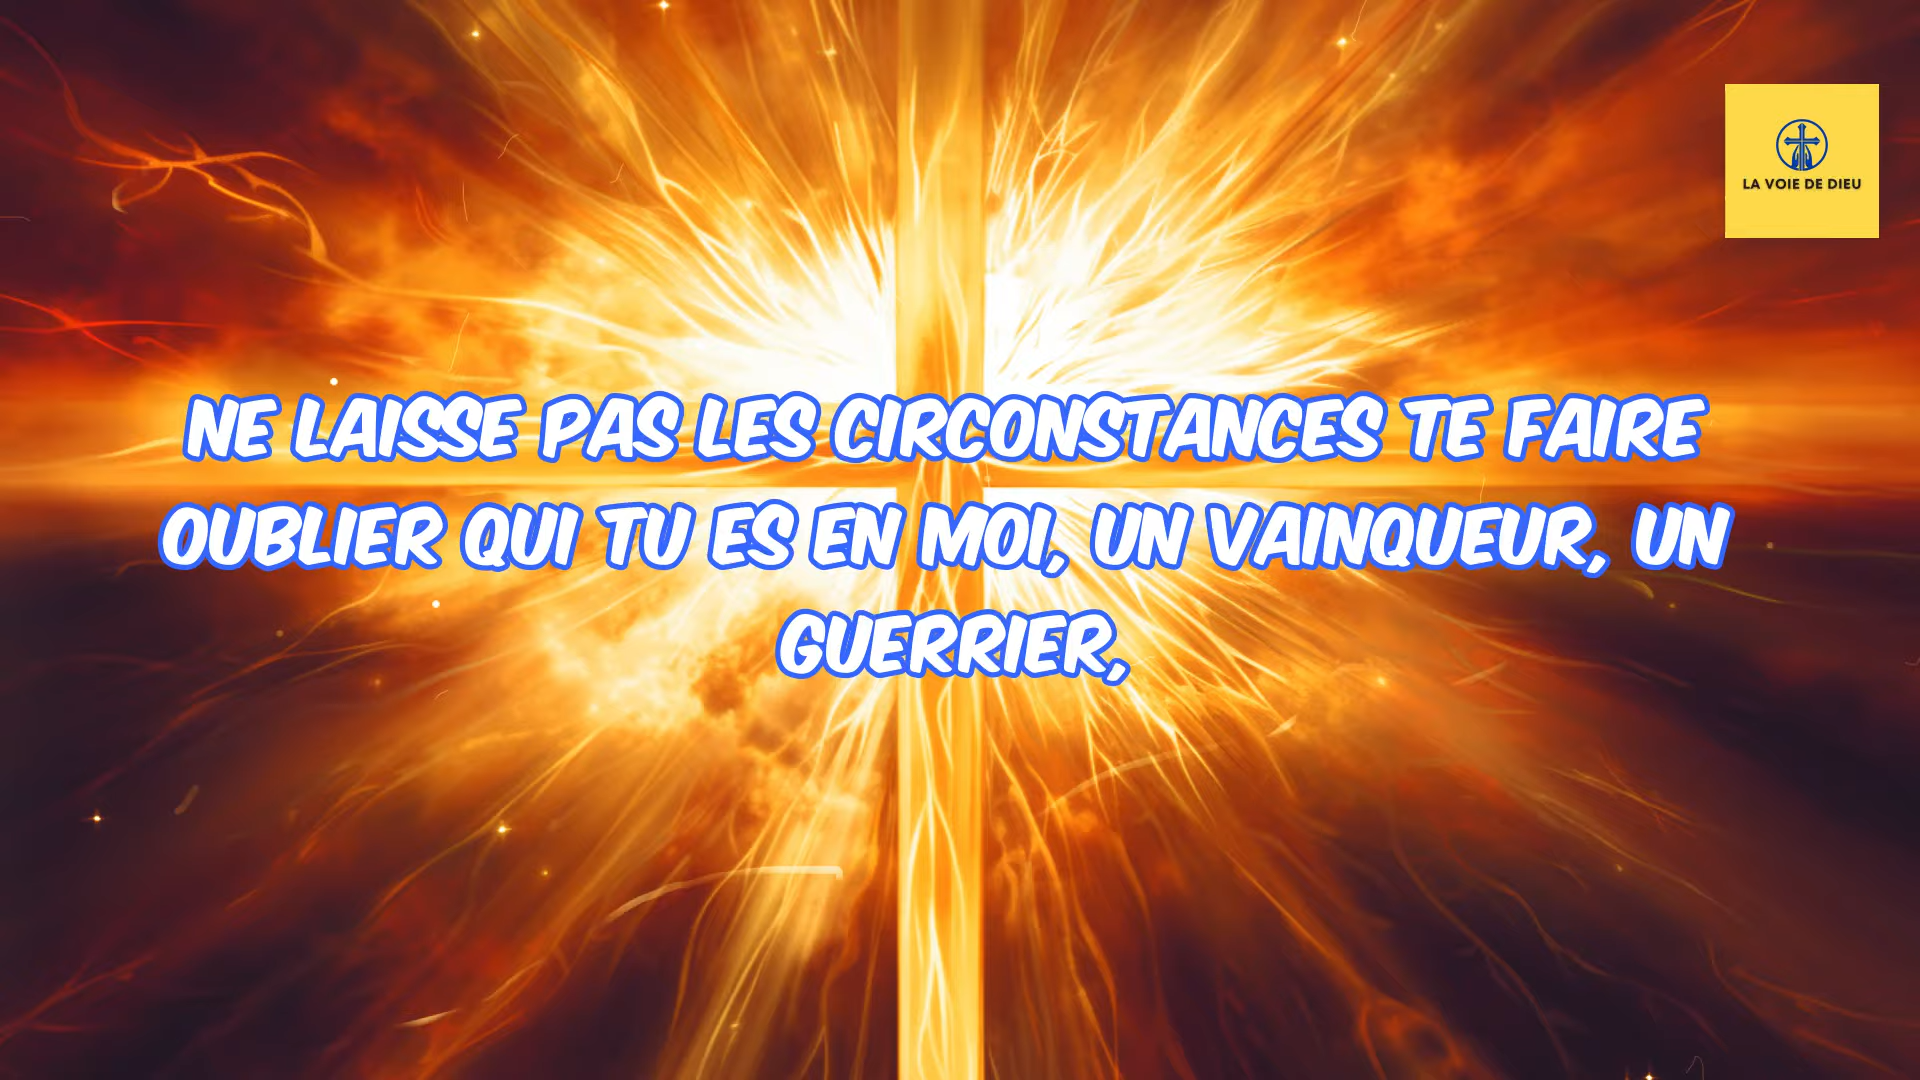 LA VOIE DE DIEU
NE LAISSE PAS LES CIRCONSTANCES TE FAIRE
OUBLIER QUI TU ES EN MOI, UN VAINQUEUR, UN
GUERRIER,